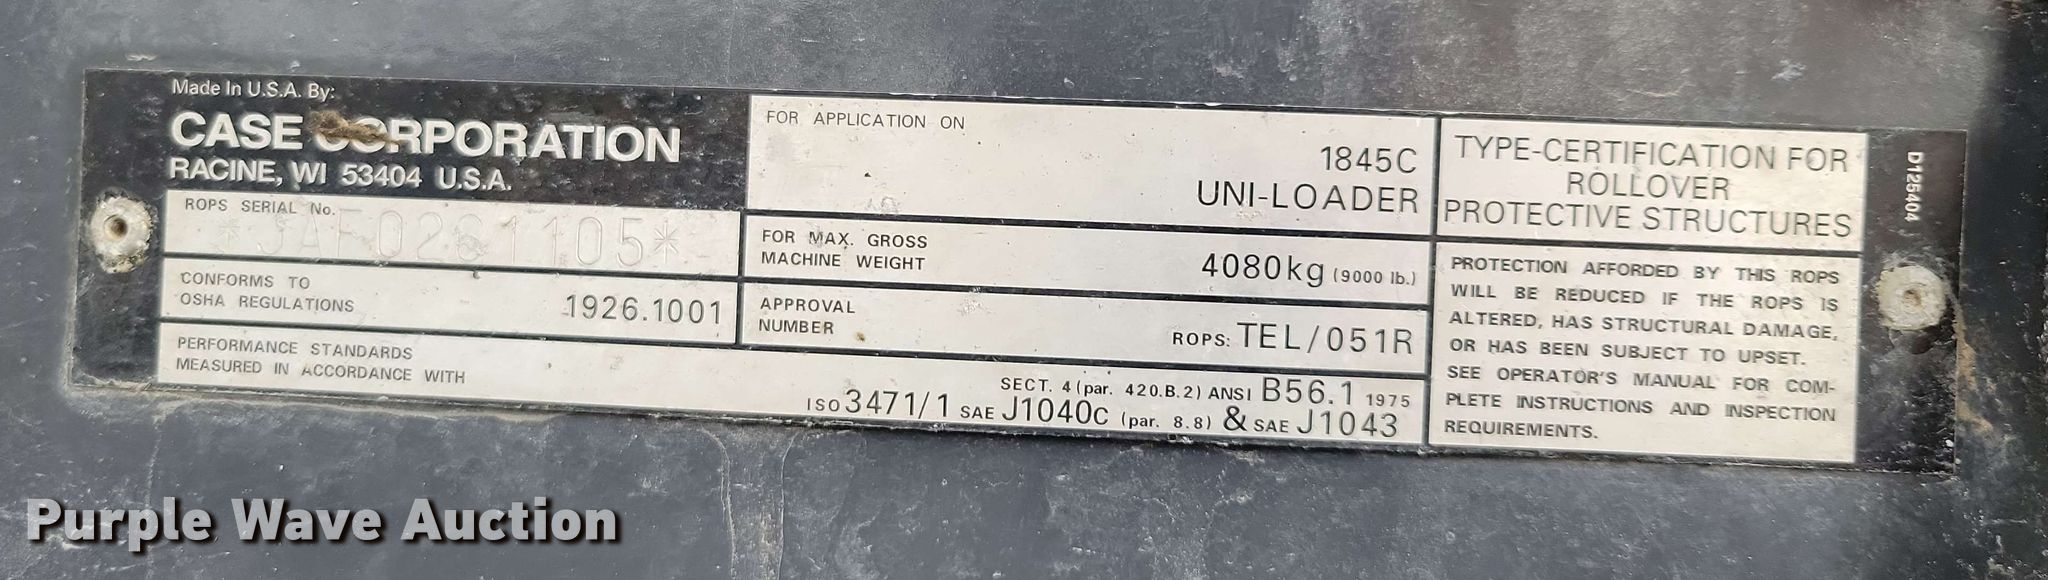 Made In U.S.A. By:
CASE CORPORATION
RACINE, WI 53404 U.S.A.
ROPS SERIAL No.
CONFORMS TO
OSHA REGULATIONS 1926.1001
PERFORMANCE STANDARDS
MEASURED IN ACCORDANCE WITH
SECT. 4 (par. 420.B.2) ANSI B56.1 1975
ISO 3471/1 SAE J1040c (par. 8.8) & SAE J1043
FOR APPLICATION ON
1845C
UNI-LOADER
FOR MAX. GROSS
MACHINE WEIGHT 4080kg (9000 lb.)
APPROVAL
NUMBER ROPS: TEL/051R
TYPE-CERTIFICATION FOR
ROLLOVER
PROTECTIVE STRUCTURES
PROTECTION AFFORDED BY THIS ROPS
WILL BE REDUCED IF THE ROPS IS
ALTERED, HAS STRUCTURAL DAMAGE,
OR HAS BEEN SUBJECT TO UPSET.
SEE OPERATOR'S MANUAL FOR COM-
PLETE INSTRUCTIONS AND INSPECTION
REQUIREMENTS.
D125404
Purple Wave Auction